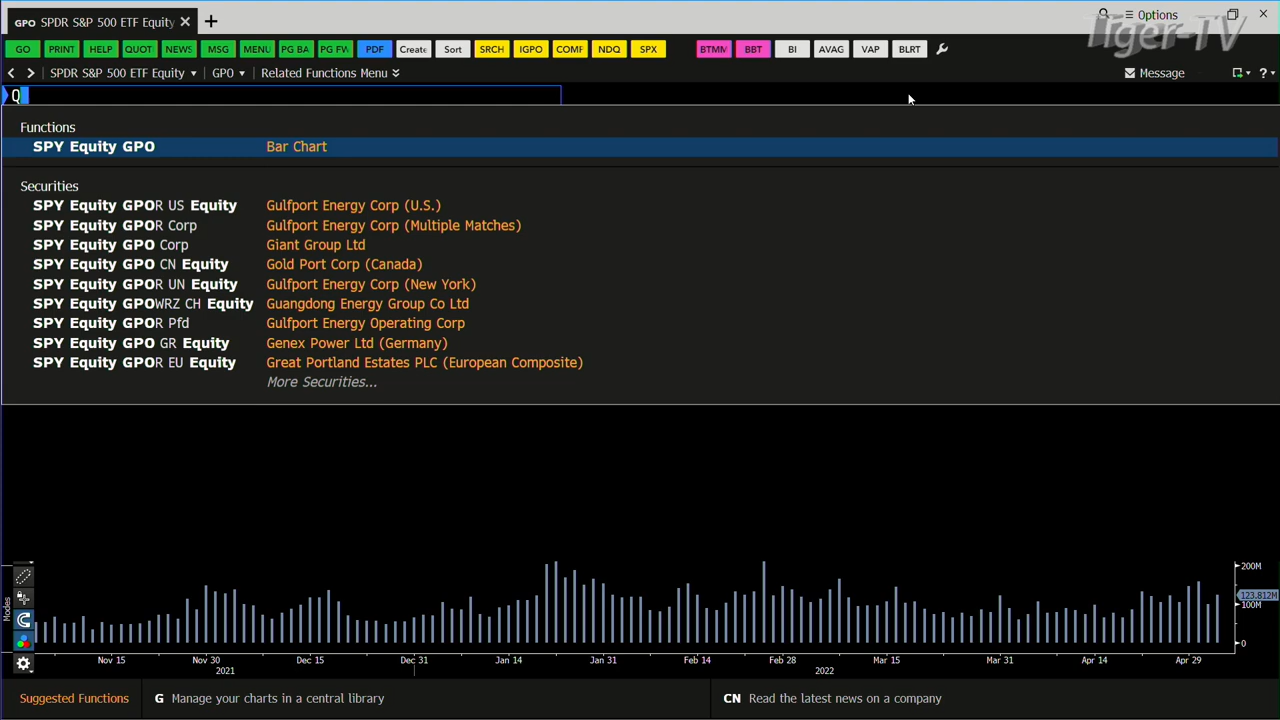 GPO SPDR S&P 500 ETF Equity
Options
Tiger-TV
GO PRINT HELP QUOT NEWS MSG MENU PG BA PG FW PDF Create Sort SRCH IGPO COMF NDQ SPX BTMM BBT BI AVAG VAP BLRT
SPDR S&P 500 ETF Equity GPO Related Functions Menu Message ?
Q
Functions
SPY Equity GPO Bar Chart
Securities
SPY Equity GPOR US Equity Gulfport Energy Corp (U.S.)
SPY Equity GPOR Corp Gulfport Energy Corp (Multiple Matches)
SPY Equity GPO Corp Giant Group Ltd
SPY Equity GPO CN Equity Gold Port Corp (Canada)
SPY Equity GPOR UN Equity Gulfport Energy Corp (New York)
SPY Equity GPOWRZ CH Equity Guangdong Energy Group Co Ltd
SPY Equity GPOR Pfd Gulfport Energy Operating Corp
SPY Equity GPO GR Equity Genex Power Ltd (Germany)
SPY Equity GPOR EU Equity Great Portland Estates PLC (European Composite)
More Securities...
200M
123.812M
100M
0
Modes
Nov 15 Nov 30 Dec 15 Dec 31 Jan 14 Jan 31 Feb 14 Feb 28 Mar 15 Mar 31 Apr 14 Apr 29
2021 2022
Suggested Functions G Manage your charts in a central library CN Read the latest news on a company